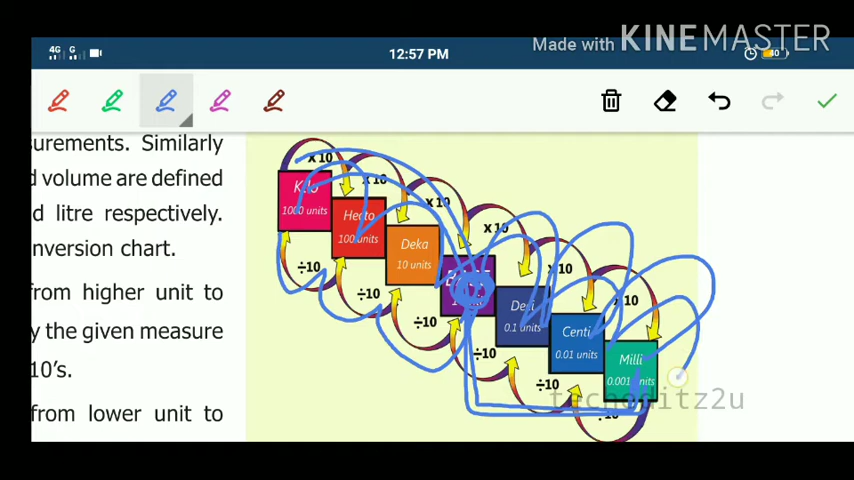 4G G 12:57 PM 40
Made with KINEMASTER
surements. Similarly
d volume are defined
d litre respectively.
nversion chart.
from higher unit to
y the given measure
10's.
from lower unit to
x 10
x 10
x 10
x 10
x 10
x 10
Kilo
1000 units
Hecto
100 units
Deka
10 units
Deci
0.1 units
Centi
0.01 units
Milli
0.001 units
÷10
÷10
÷10
÷10
÷10
÷10